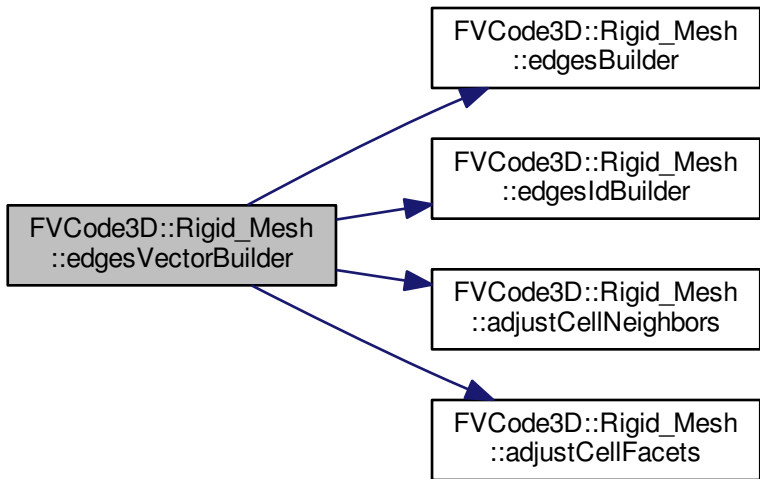 FVCode3D::Rigid_Mesh
::edgesBuilder
FVCode3D::Rigid_Mesh
::edgesIdBuilder
FVCode3D::Rigid_Mesh
::edgesVectorBuilder
FVCode3D::Rigid_Mesh
::adjustCellNeighbors
FVCode3D::Rigid_Mesh
::adjustCellFacets